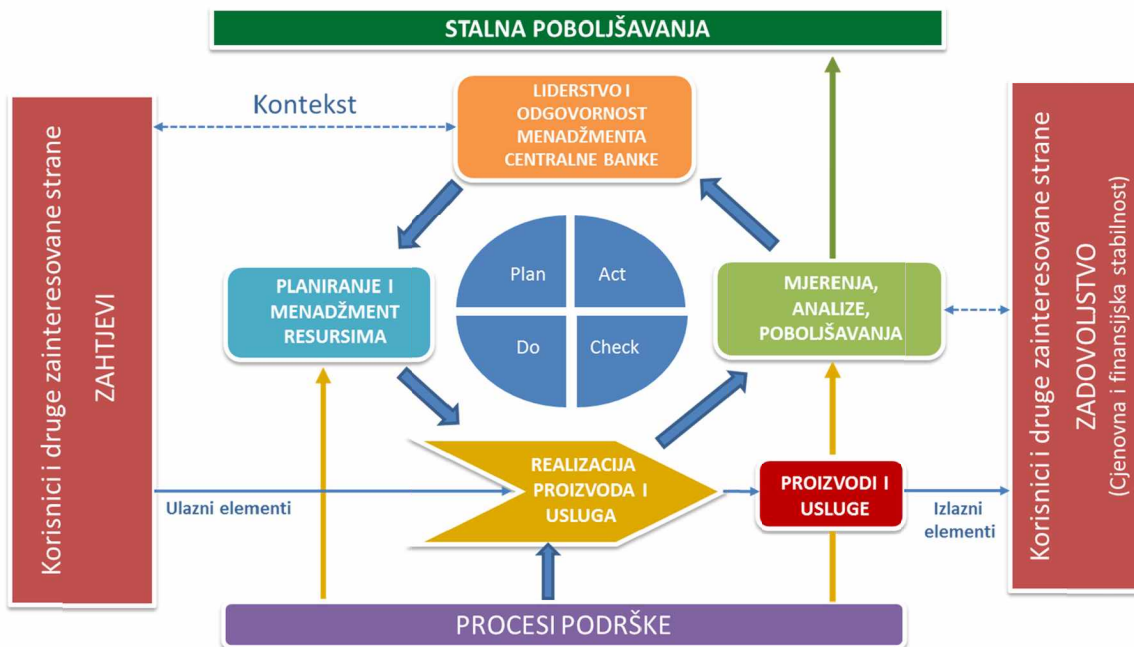 STALNA POBOLJŠAVANJA
Korisnici i druge zainteresovane strane
ZAHTJEVI
Kontekst
LIDERSTVO I
ODGOVORNOST
MENADŽMENTA
CENTRALNE BANKE
PLANIRANJE I
MENADŽMENT
RESURSIMA
Plan
Act
Do
Check
MJERENJA,
ANALIZE,
POBOLJŠAVANJA
Ulazni elementi
REALIZACIJA
PROIZVODA I
USLUGA
PROIZVODI I
USLUGE
Izlazni
elementi
Korisnici i druge zainteresovane strane
ZADOVOLJSTVO
(Cjenovna i finansijska stabilnost)
PROCESI PODRŠKE